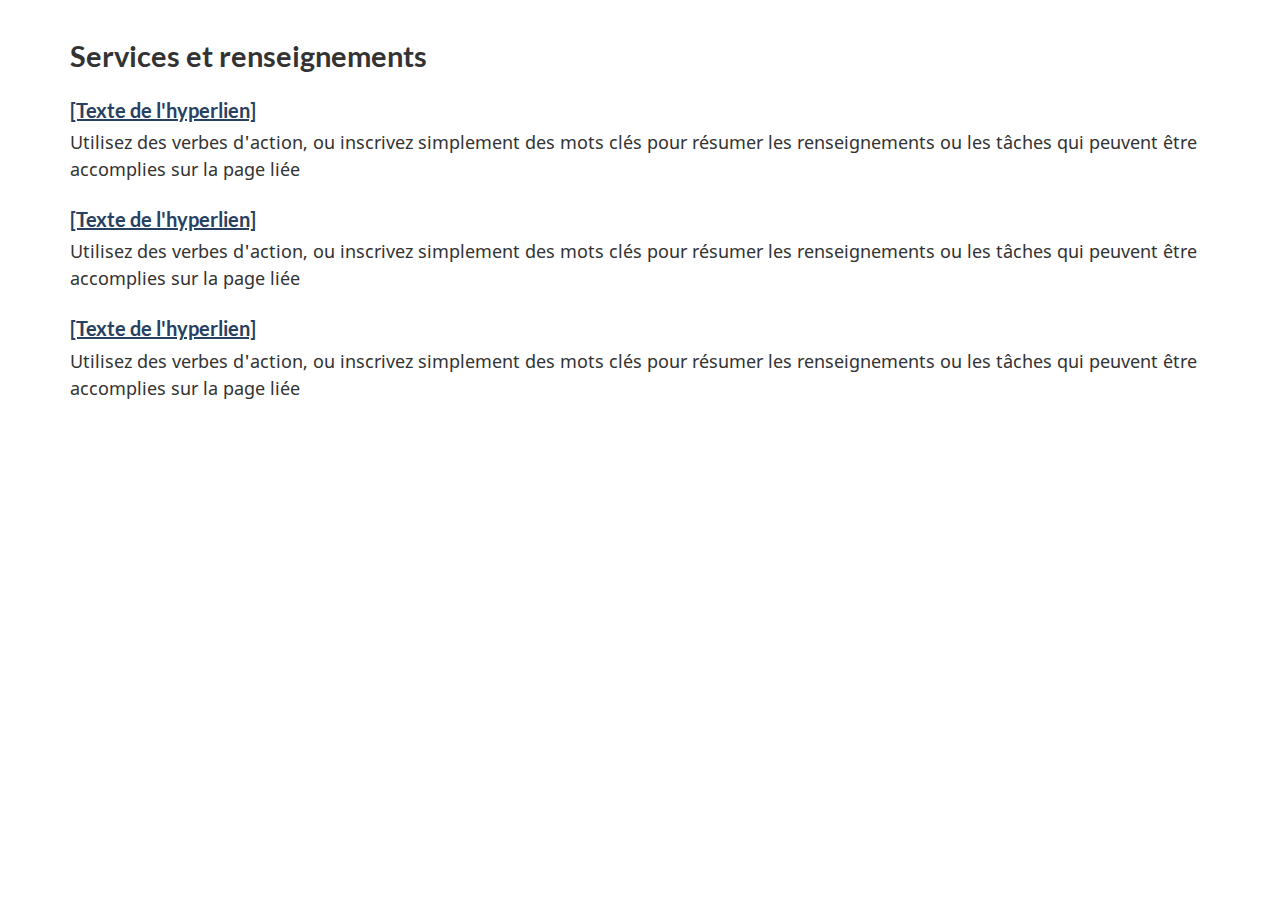 Services et renseignements
[Texte de l'hyperlien]
Utilisez des verbes d'action, ou inscrivez simplement des mots clés pour résumer les renseignements ou les tâches qui peuvent être
accomplies sur la page liée
[Texte de l'hyperlien]
Utilisez des verbes d'action, ou inscrivez simplement des mots clés pour résumer les renseignements ou les tâches qui peuvent être
accomplies sur la page liée
[Texte de l'hyperlien]
Utilisez des verbes d'action, ou inscrivez simplement des mots clés pour résumer les renseignements ou les tâches qui peuvent être
accomplies sur la page liée